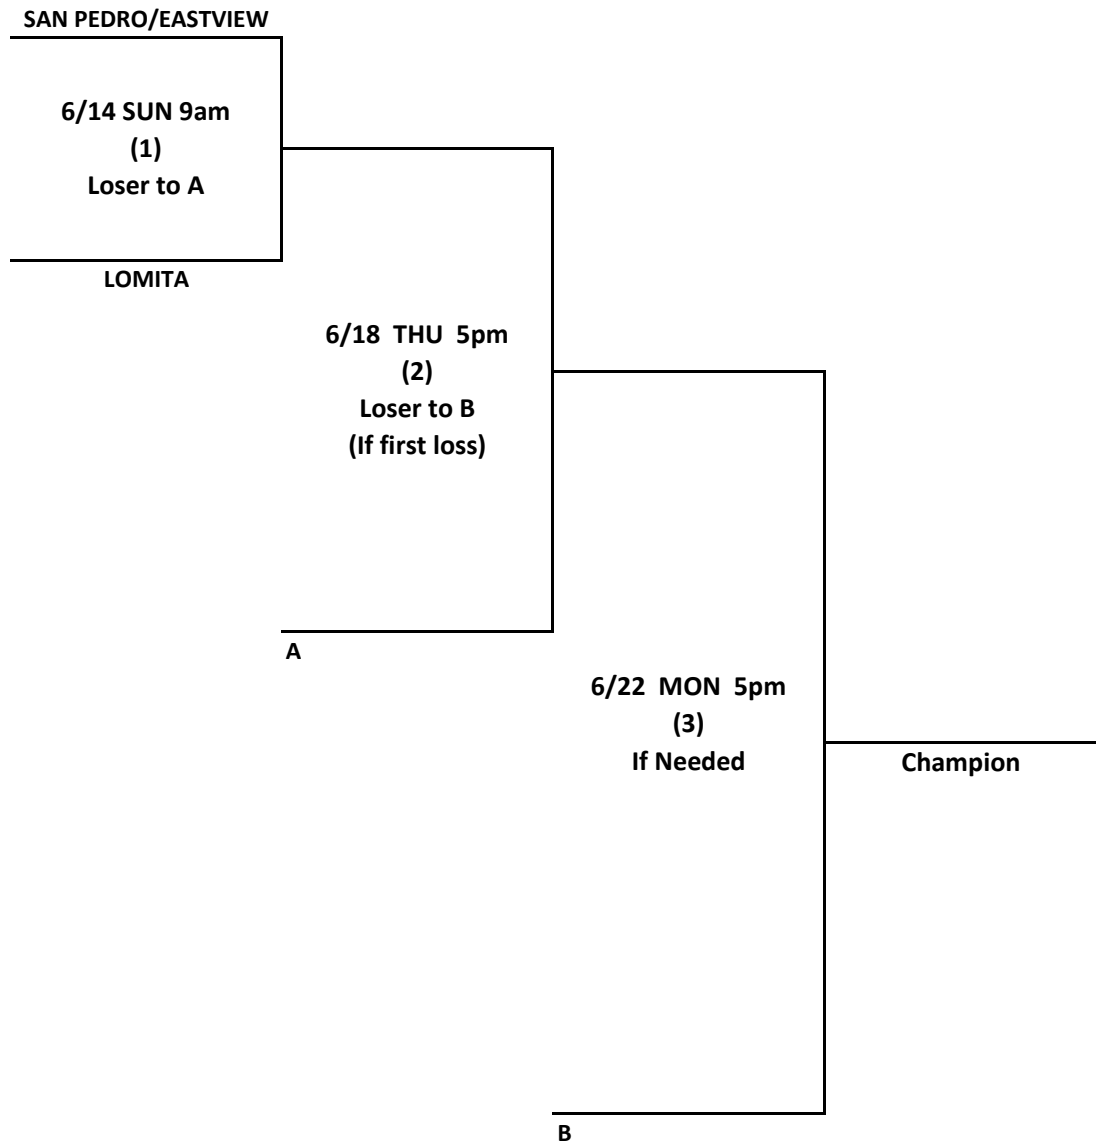 SAN PEDRO/EASTVIEW
6/14 SUN 9am
(1)
Loser to A
LOMITA
6/18 THU 5pm
(2)
Loser to B
(If first loss)
A
6/22 MON 5pm
(3)
If Needed
Champion
B